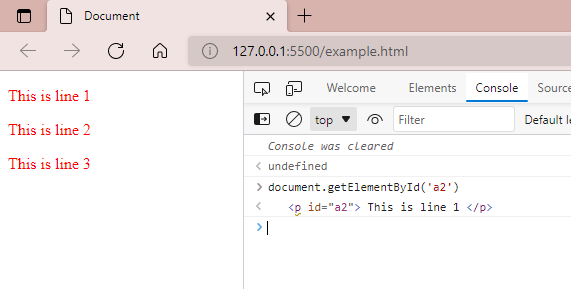 Document
127.0.0.1:5500/example.html
This is line 1
This is line 2
This is line 3
Welcome Elements Console Source
top Filter Default le
Console was cleared
undefined
document.getElementById('a2')
<p id="a2"> This is line 1 </p>